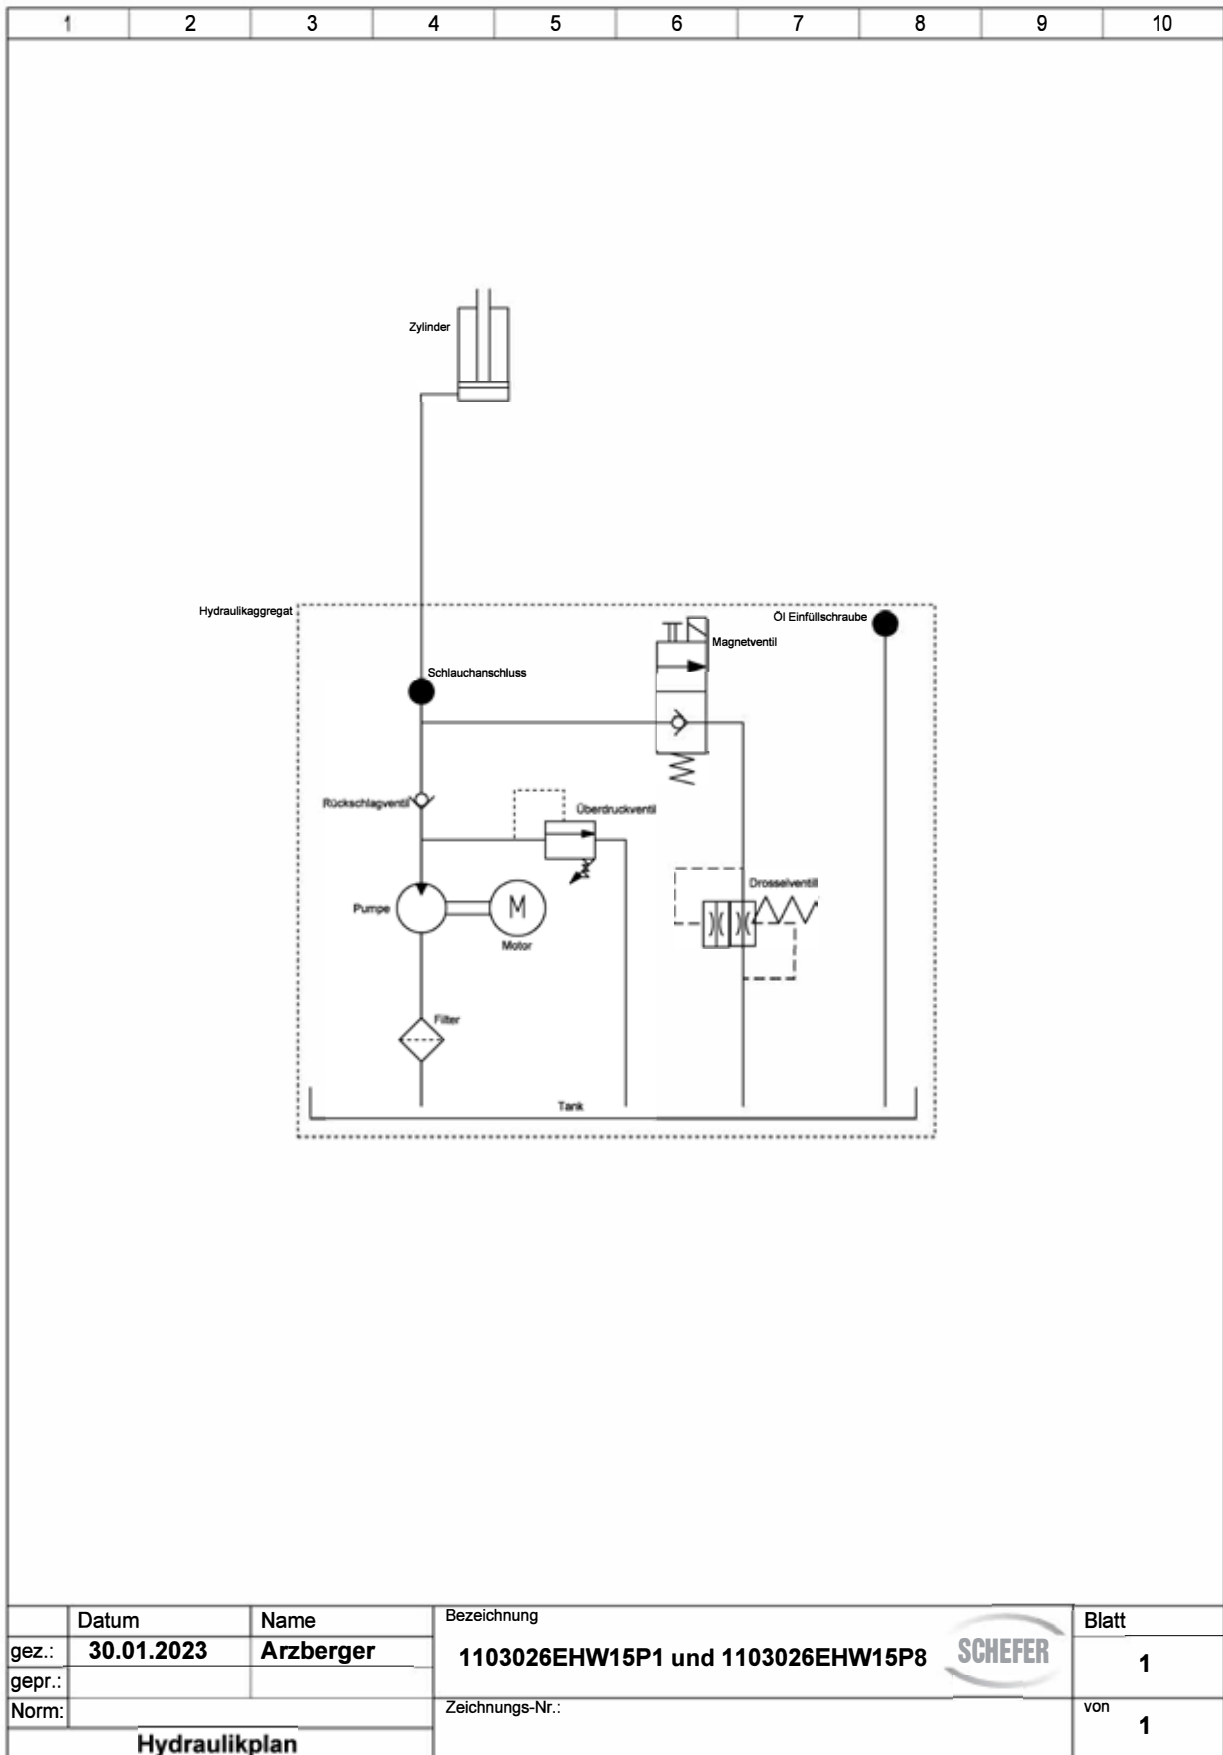 1 2 3 4 5 6 7 8 9 10
Zylinder
Hydraulikaggregat
Öl Einfüllschraube
Magnetventil
Schlauchanschluss
Rückschlagventil
Überdruckventil
Drosselventil
Pumpe
M
Motor
Filter
Tank
Datum Name Bezeichnung Blatt
gez.: 30.01.2023 Arzberger 1103026EHW15P1 und 1103026EHW15P8 SCHEFER 1
gepr.:
Norm: Zeichnungs-Nr.: von
1
Hydraulikplan